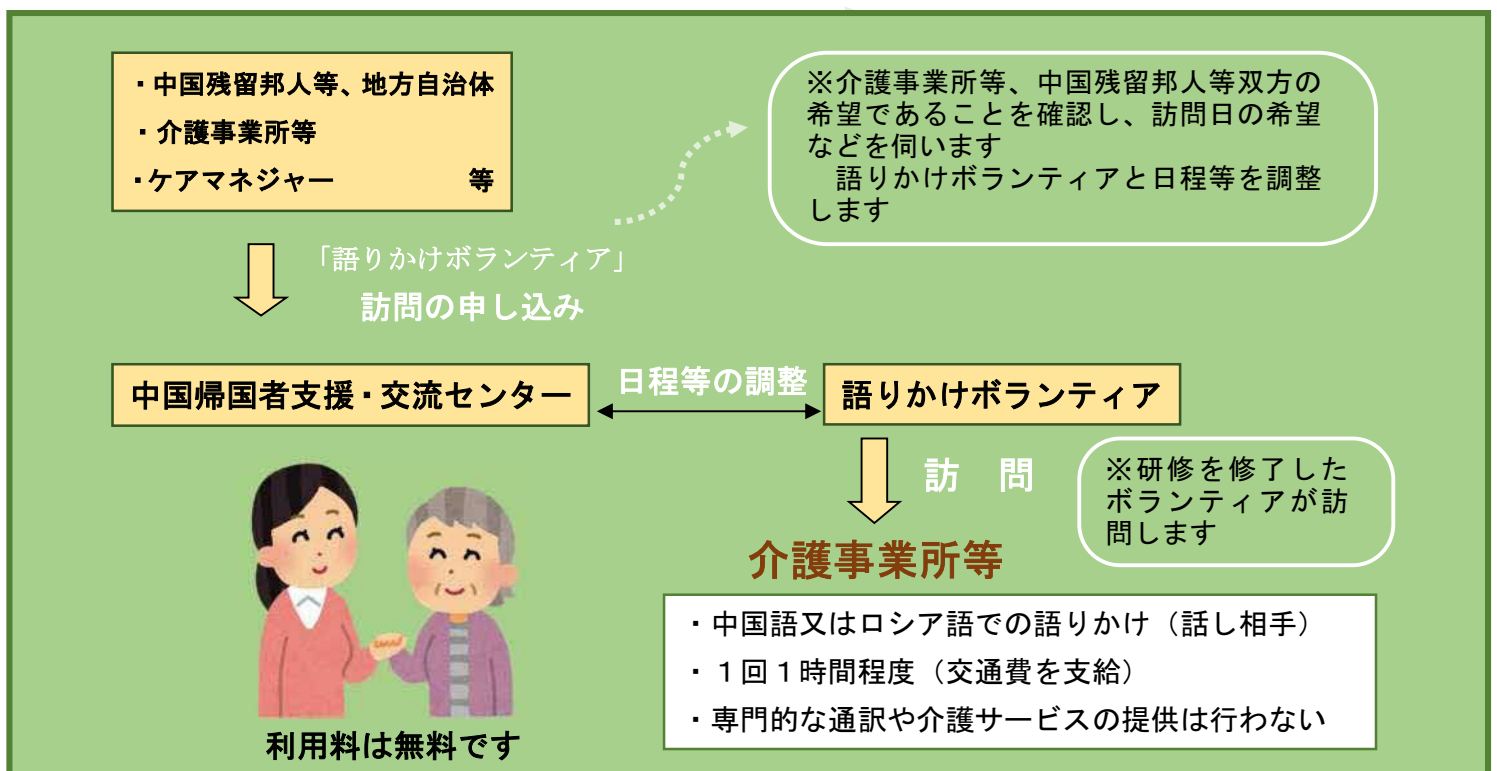 ・中国残留邦人等、地方自治体
・介護事業所等
・ケアマネジャー　　　　　等
※介護事業所等、中国残留邦人等双方の
希望であることを確認し、訪問日の希望
などを伺います
　語りかけボランティアと日程等を調整
します
「語りかけボランティア」
訪問の申し込み
中国帰国者支援・交流センター
日程等の調整
語りかけボランティア
訪　問
※研修を修了した
ボランティアが訪
問します
介護事業所等
・中国語又はロシア語での語りかけ（話し相手）
・１回１時間程度（交通費を支給）
・専門的な通訳や介護サービスの提供は行わない
利用料は無料です